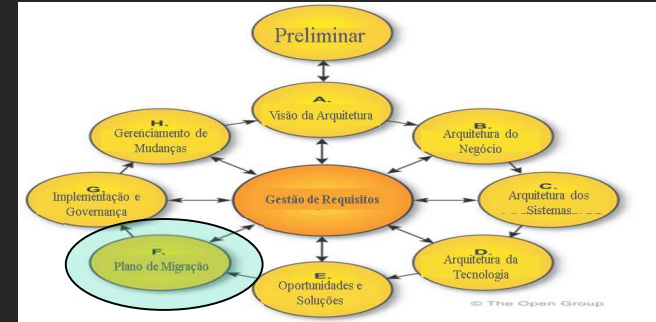 Preliminar
A.
Visão da Arquitetura
B.
Arquitetura do
Negócio
C.
Arquitetura dos
Sistemas
D.
Arquitetura da
Tecnologia
E.
Oportunidades e
Soluções
F.
Plano de Migração
G.
Implementação e
Governança
H.
Gerenciamento de
Mudanças
Gestão de Requisitos
© The Open Group